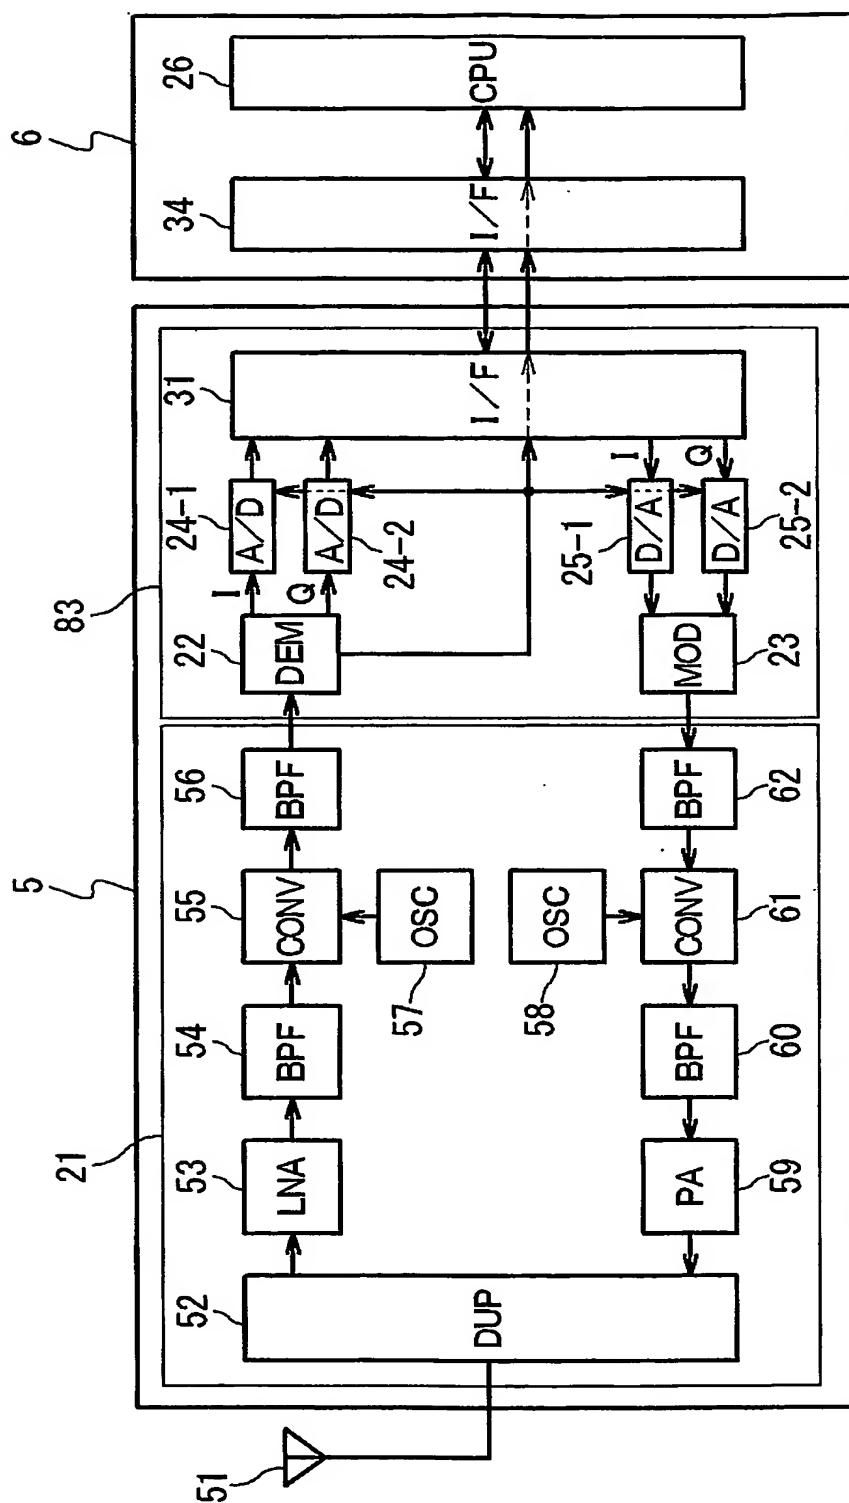 5
6
21
83
51
52
DUP
53
LNA
54
BPF
55
CONV
56
BPF
57
OSC
58
OSC
59
PA
60
BPF
61
CONV
62
BPF
22
DEM
I
Q
24-1
A/D
A/D
24-2
23
MOD
25-1
D/A
D/A
25-2
I
Q
31
I/F
34
I/F
26
CPU